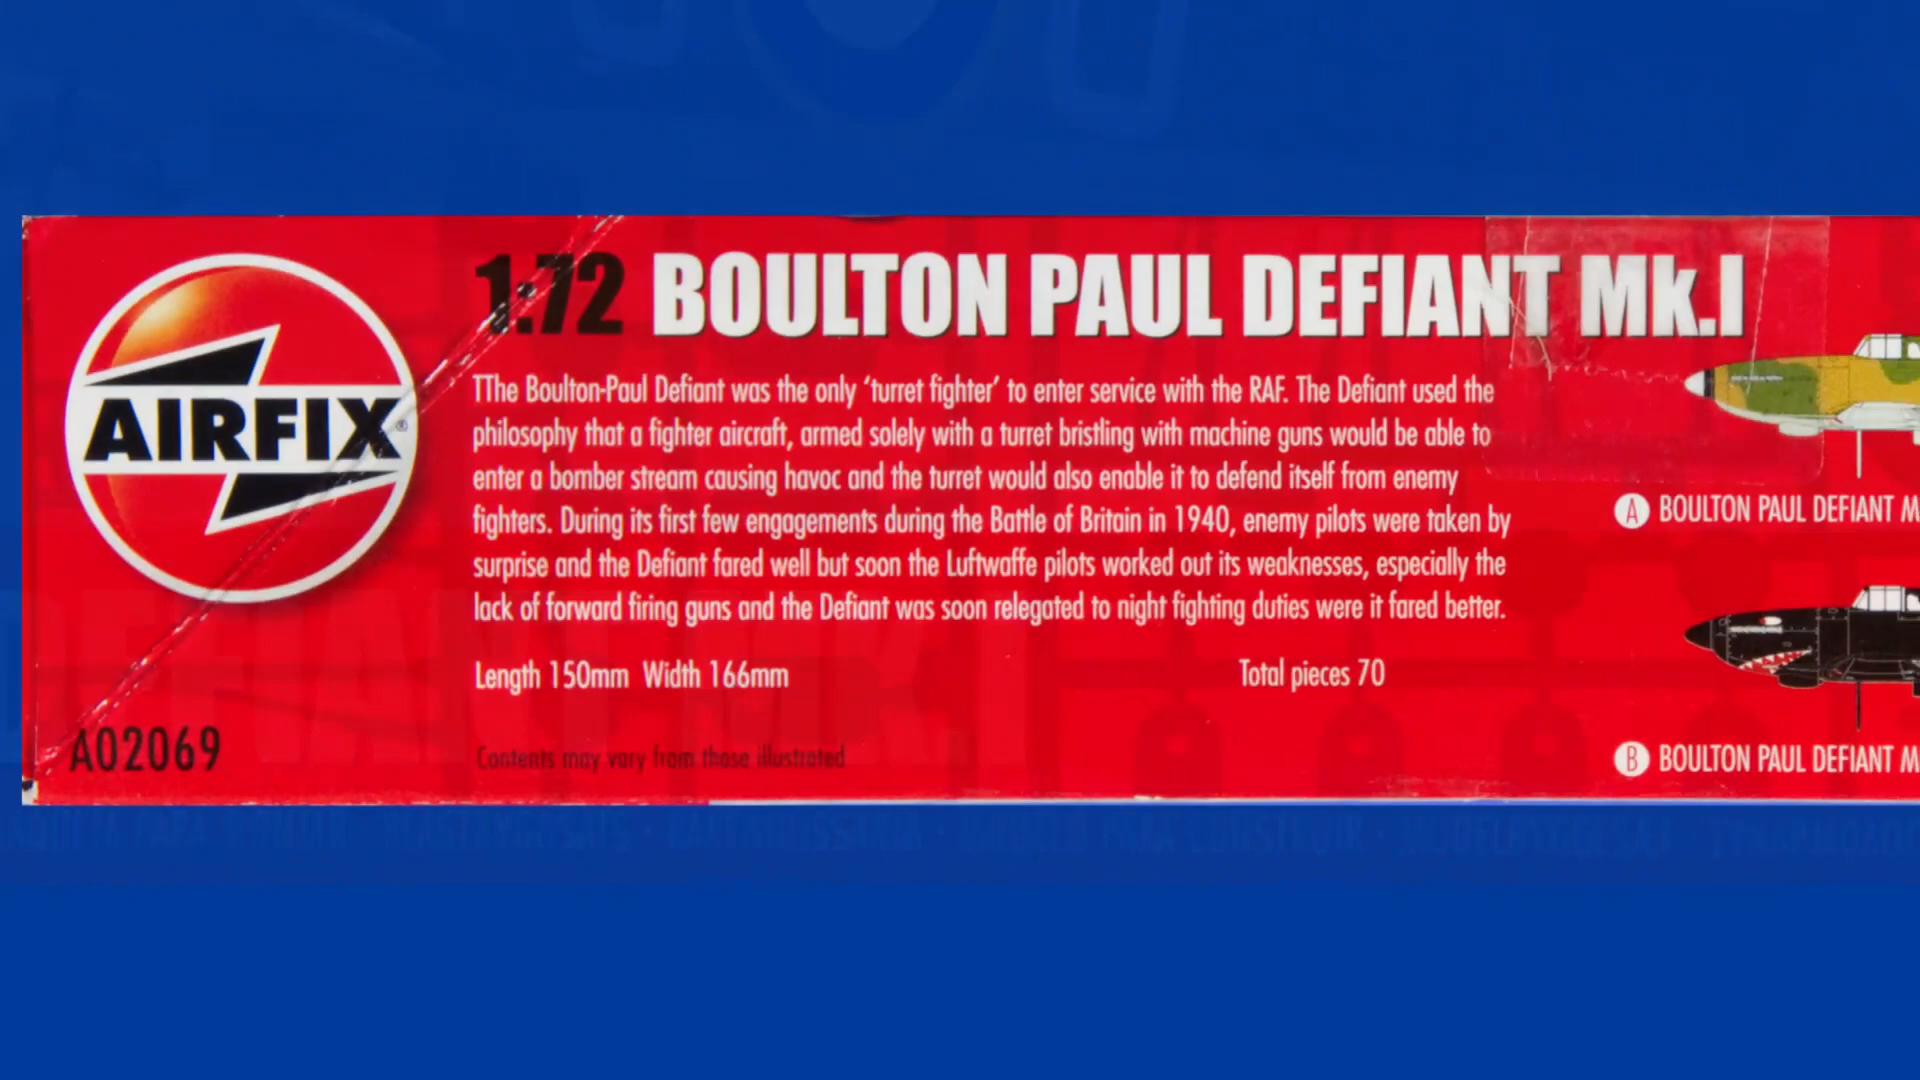 AIRFIX®
1:72 BOULTON PAUL DEFIANT Mk.I
TThe Boulton-Paul Defiant was the only ‘turret fighter’ to enter service with the RAF. The Defiant used the
philosophy that a fighter aircraft, armed solely with a turret bristling with machine guns would be able to
enter a bomber stream causing havoc and the turret would also enable it to defend itself from enemy
fighters. During its first few engagements during the Battle of Britain in 1940, enemy pilots were taken by
surprise and the Defiant fared well but soon the Luftwaffe pilots worked out its weaknesses, especially the
lack of forward firing guns and the Defiant was soon relegated to night fighting duties were it fared better.
Length 150mm Width 166mm
Total pieces 70
A02069
Contents may vary from those illustrated
A BOULTON PAUL DEFIANT M
B BOULTON PAUL DEFIANT M